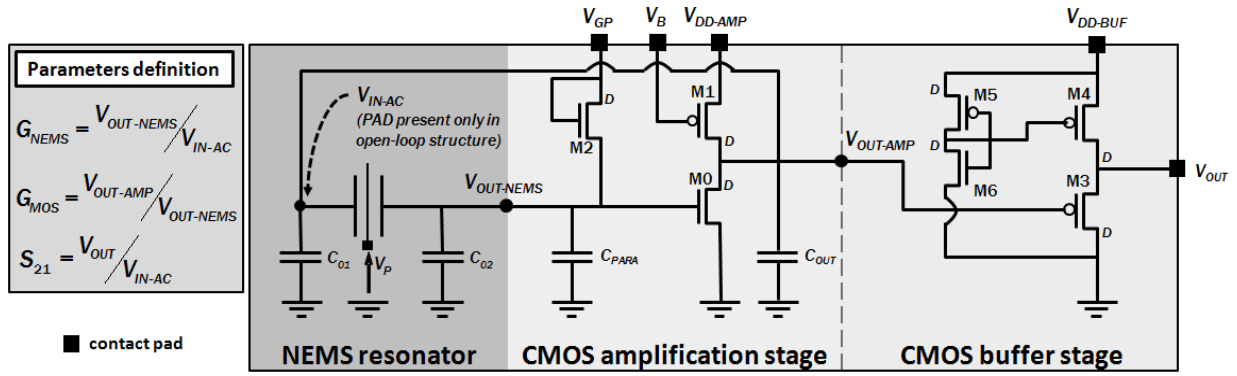 Parameters definition
G_NEMS = V_OUT-NEMS / V_IN-AC
G_MOS = V_OUT-AMP / V_OUT-NEMS
S_21 = V_OUT / V_IN-AC
contact pad
V_GP
V_B
V_DD-AMP
V_DD-BUF
V_IN-AC
(PAD present only in
open-loop structure)
D
M2
M1
D
M0
D
V_OUT-NEMS
V_OUT-AMP
D
M5
D
M6
M4
D
M3
D
V_OUT
C_01
V_P
C_02
C_PARA
C_OUT
NEMS resonator
CMOS amplification stage
CMOS buffer stage